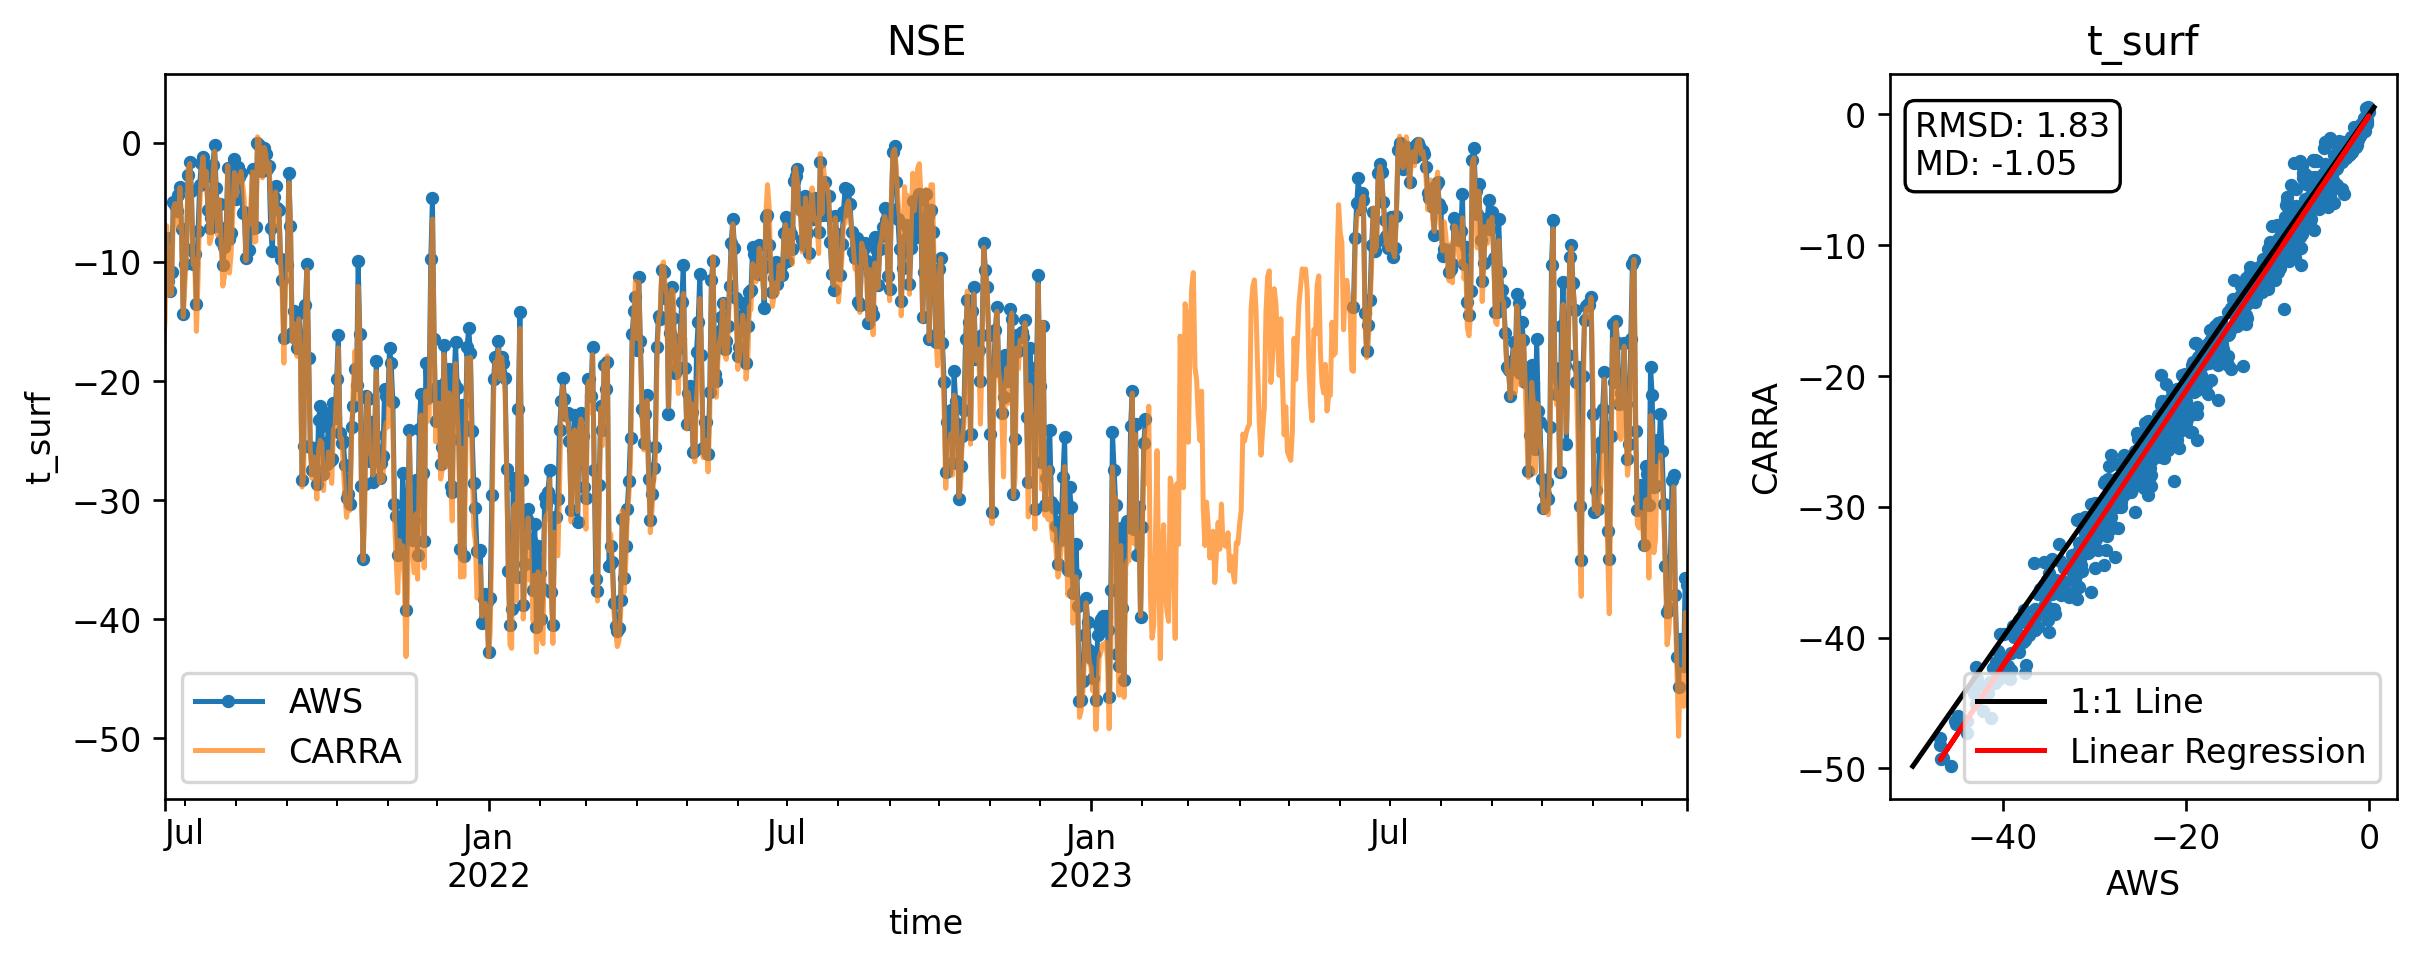 NSE
t_surf
0
−10
−20
−30
−40
−50
AWS
CARRA
Jul
Jan
2022
Jul
Jan
2023
Jul
time
t_surf
RMSD: 1.83
MD: -1.05
CARRA
0
−10
−20
−30
−40
−50
1:1 Line
Linear Regression
−40
−20
0
AWS